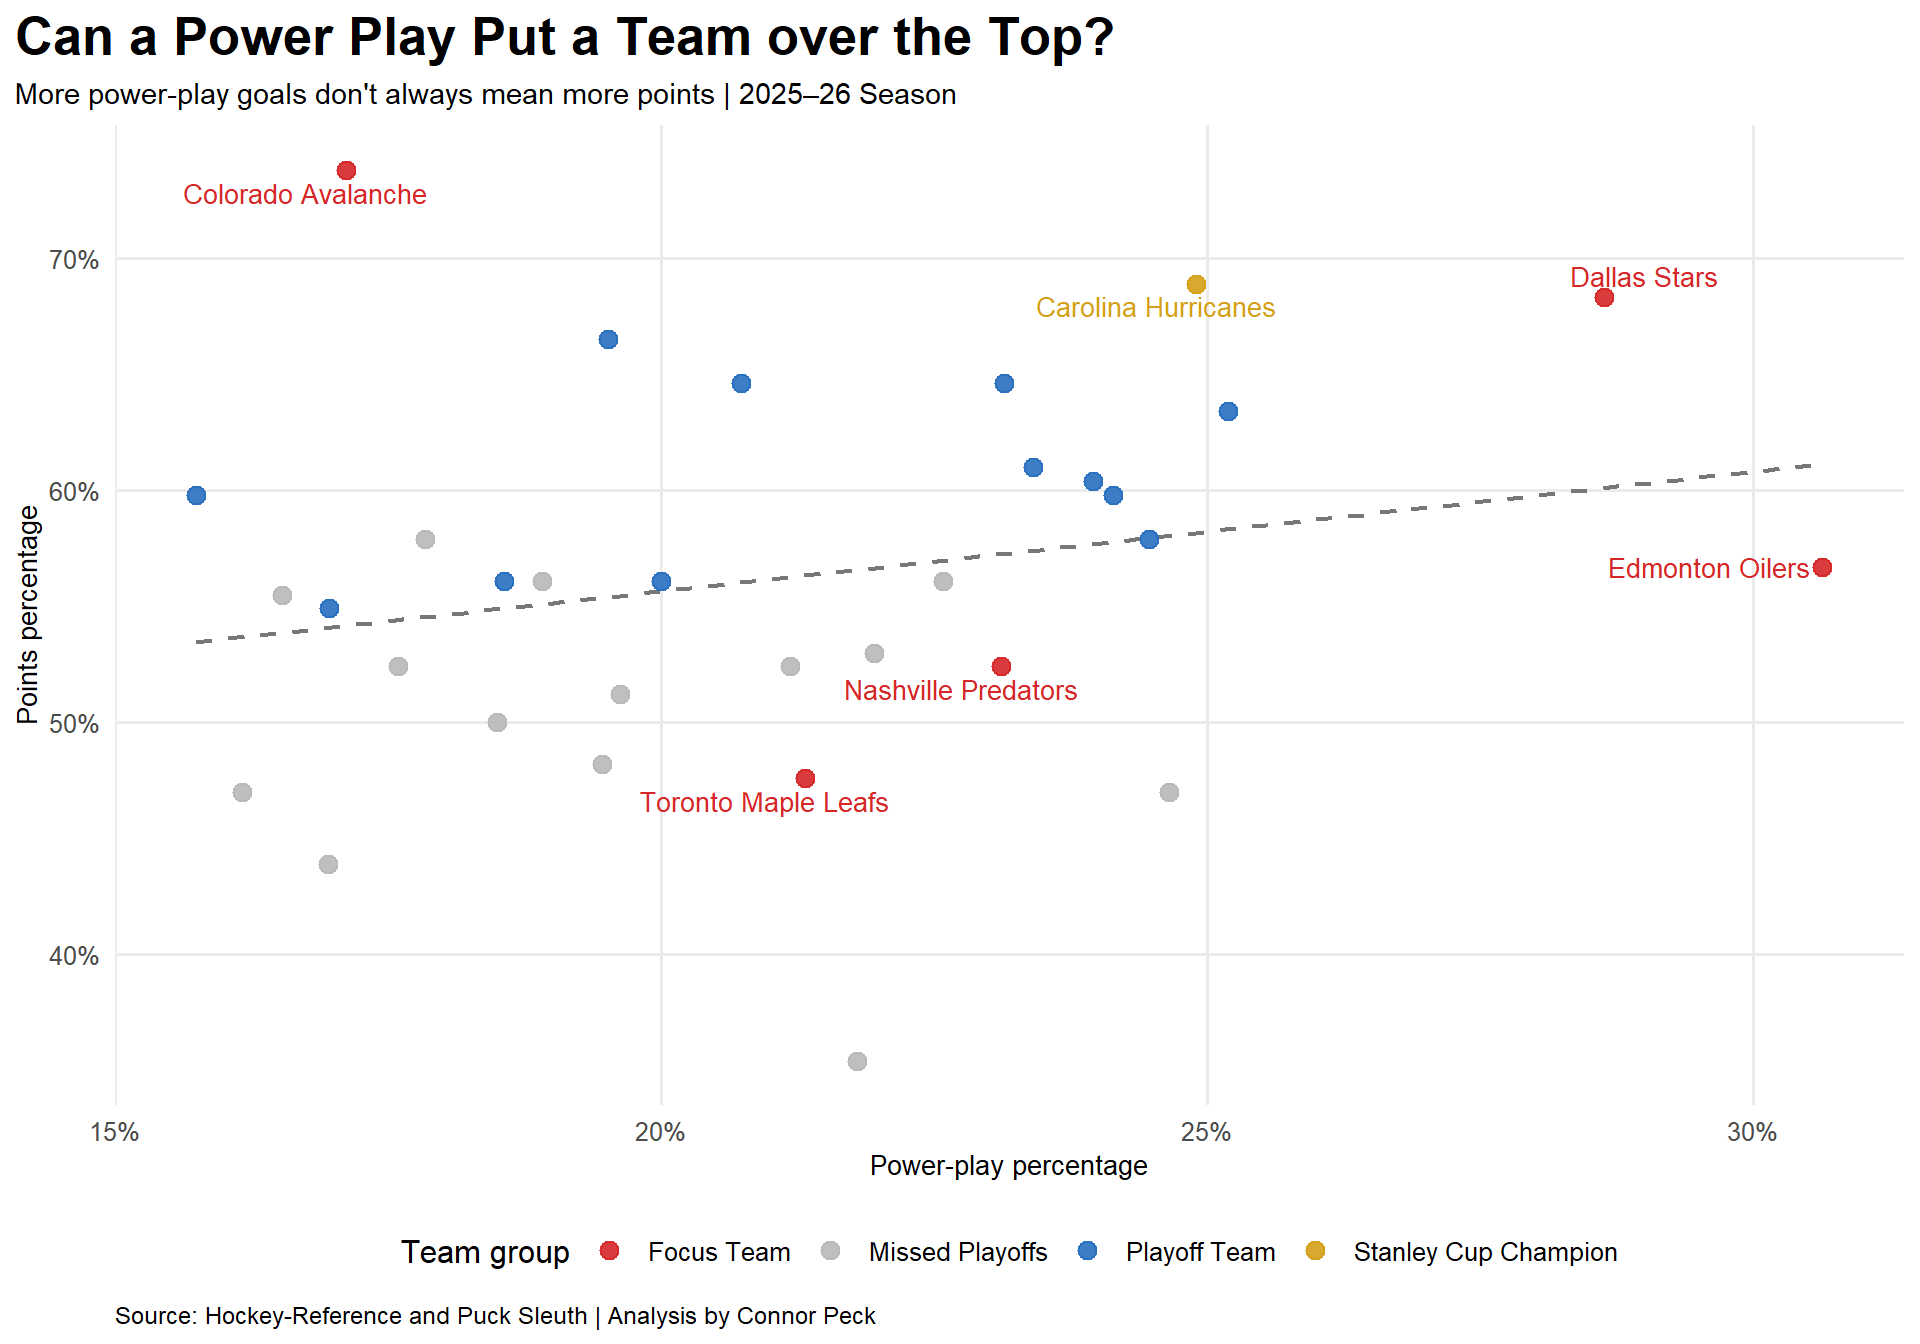 Can a Power Play Put a Team over the Top?
More power-play goals don't always mean more points | 2025–26 Season
Colorado Avalanche
70%
Dallas Stars
Carolina Hurricanes
60%
Edmonton Oilers
Points percentage
Nashville Predators
50%
Toronto Maple Leafs
40%
15%
20%
25%
30%
Power-play percentage
Team group
Focus Team
Missed Playoffs
Playoff Team
Stanley Cup Champion
Source: Hockey-Reference and Puck Sleuth | Analysis by Connor Peck